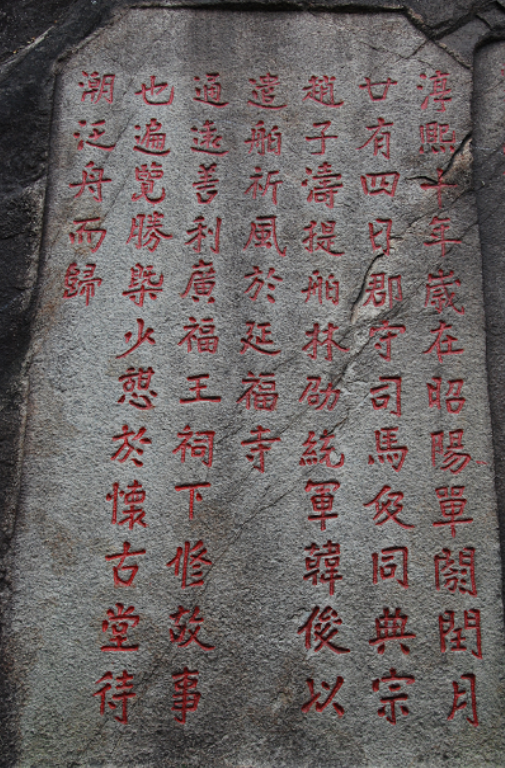 淳熙十年歲在昭陽單閼閏月
廿有四日郡守司馬伋同典宗
趙子濤提舶林劭統軍韓俊以
遣舶祈風於延福寺
通遠善利廣福王祠下修故事
也遍覽勝槩少憇於懷古堂待
潮泛舟而歸